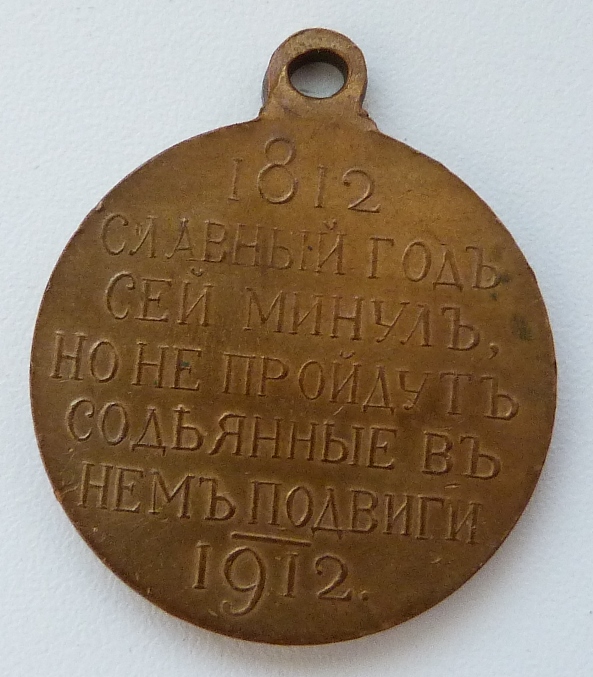 1812
СЛАВНЫЙ ГОДЪ
СЕЙ МИНУЛЪ,
НО НЕ ПРОЙДУТЪ
СОДѢЯННЫЕ ВЪ
НЕМЪ ПОДВИГИ
1912.